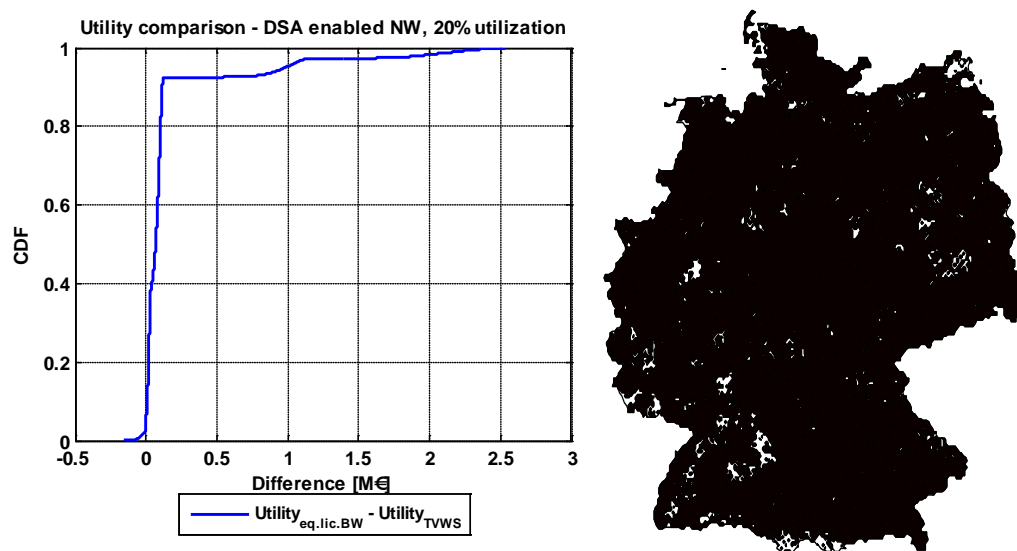 Utility comparison - DSA enabled NW, 20% utilization
1
0.8
0.6
0.4
0.2
0
CDF
-0.5 0 0.5 1 1.5 2 2.5 3
Difference [M€]
Utility_eq.lic.BW - Utility_TVWS